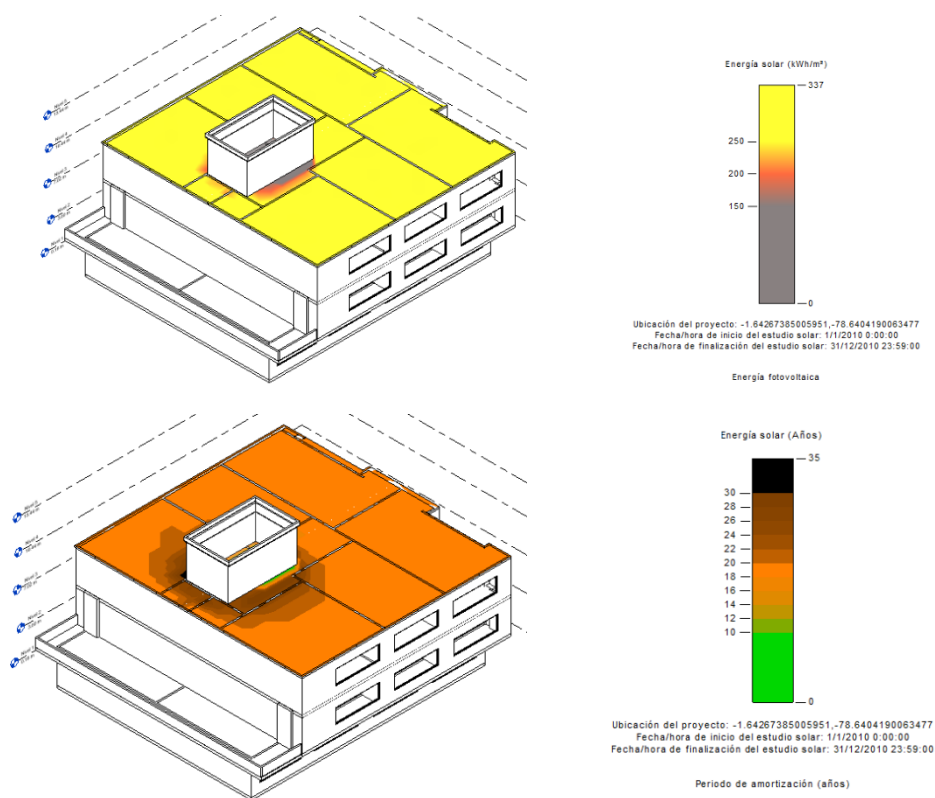 Energía solar (kWh/m²)
337
250
200
150
0
Ubicación del proyecto: -1.64267385005951,-78.6404190063477
Fecha/hora de inicio del estudio solar: 1/1/2010 0:00:00
Fecha/hora de finalización del estudio solar: 31/12/2010 23:59:00
Energía fotovoltaica
Energía solar (Años)
35
30
28
26
24
22
20
18
16
14
12
10
0
Ubicación del proyecto: -1.64267385005951,-78.6404190063477
Fecha/hora de inicio del estudio solar: 1/1/2010 0:00:00
Fecha/hora de finalización del estudio solar: 31/12/2010 23:59:00
Periodo de amortización (años)